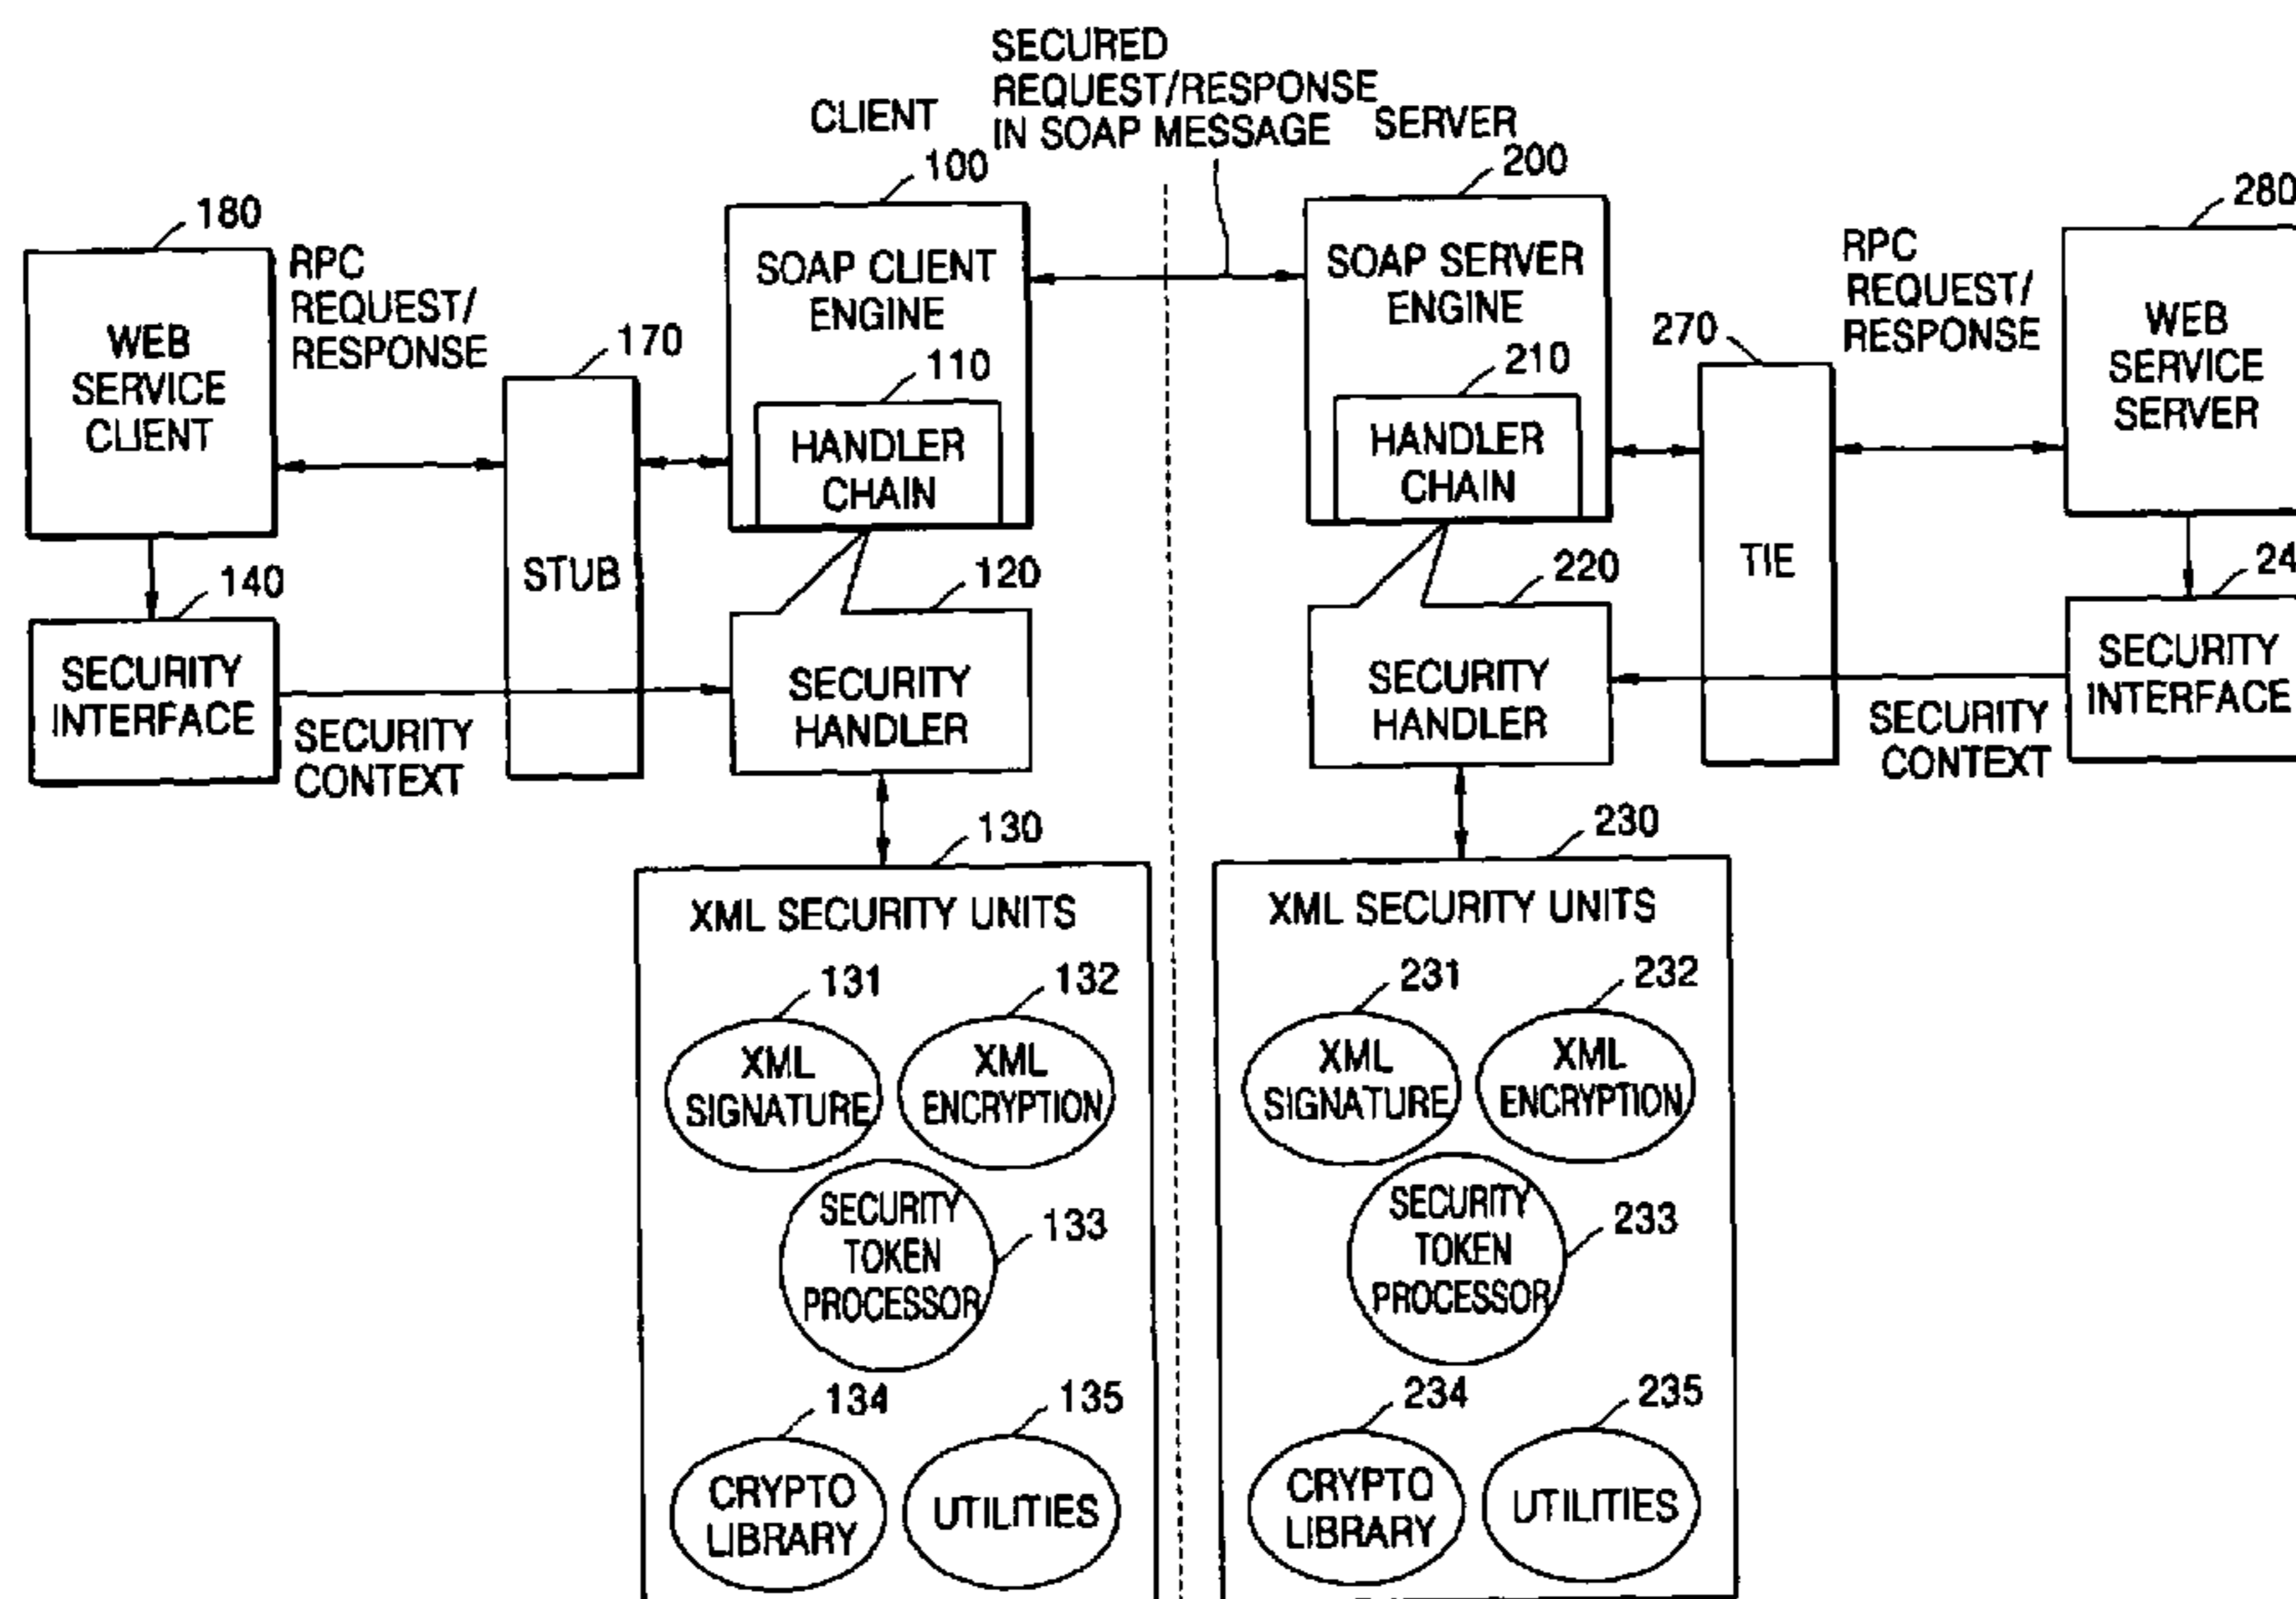 SECURED
REQUEST/RESPONSE
IN SOAP MESSAGE
CLIENT
SERVER
100
200
180
280
WEB
SERVICE
CLIENT
RPC
REQUEST/
RESPONSE
170
STUB
SOAP CLIENT
ENGINE
110
HANDLER
CHAIN
SOAP SERVER
ENGINE
210
HANDLER
CHAIN
270
TIE
RPC
REQUEST/
RESPONSE
WEB
SERVICE
SERVER
140
SECURITY
INTERFACE
SECURITY
CONTEXT
120
SECURITY
HANDLER
220
SECURITY
HANDLER
SECURITY
CONTEXT
24
SECURITY
INTERFACE
130
XML SECURITY UNITS
131
XML
SIGNATURE
132
XML
ENCRYPTION
SECURITY
TOKEN
PROCESSOR
133
134
CRYPTO
LIBRARY
135
UTILITIES
230
XML SECURITY UNITS
231
XML
SIGNATURE
232
XML
ENCRYPTION
SECURITY
TOKEN
PROCESSOR
233
234
CRYPTO
LIBRARY
235
UTILITIES